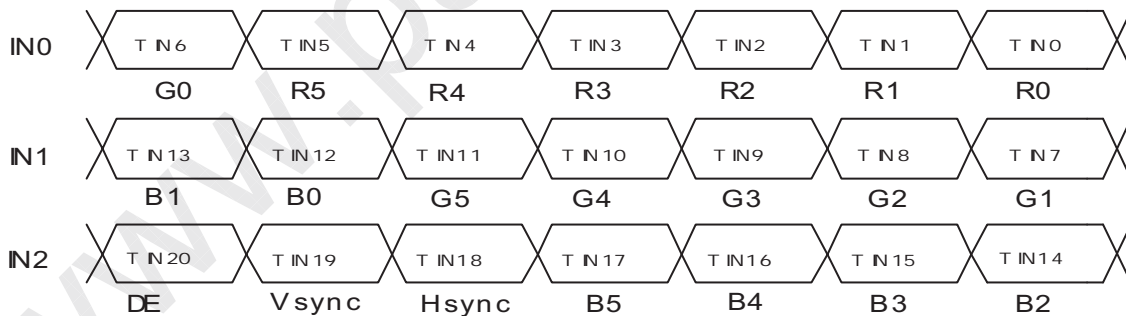 IN0 TIN6 TIN5 TIN4 TIN3 TIN2 TIN1 TIN0
G0 R5 R4 R3 R2 R1 R0
IN1 TIN13 TIN12 TIN11 TIN10 TIN9 TIN8 TIN7
B1 B0 G5 G4 G3 G2 G1
IN2 TIN20 TIN19 TIN18 TIN17 TIN16 TIN15 TIN14
DE Vsync Hsync B5 B4 B3 B2
www.p